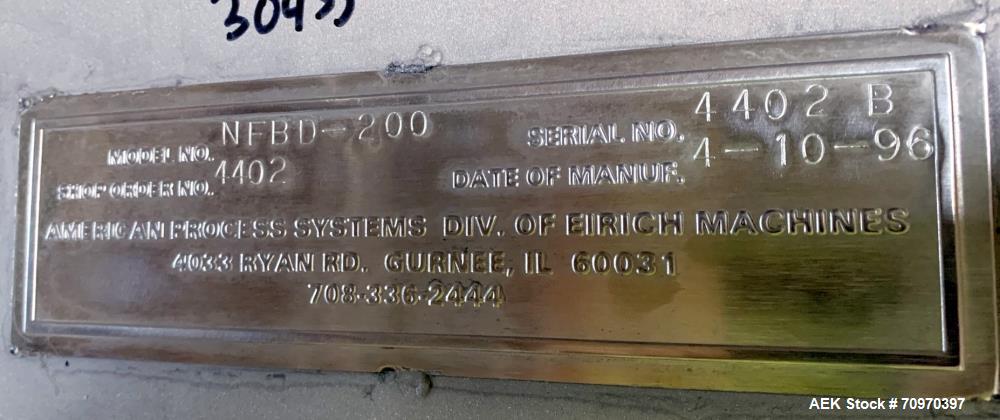 30455
MODEL NO. NFBD-200
SERIAL NO. 4402 B
SHOP ORDER NO. 4402
DATE OF MANUF. 4-10-96
AMERICAN PROCESS SYSTEMS DIV. OF EIRICH MACHINES
4033 RYAN RD. GURNEE, IL 60031
708-336-2444
AEK Stock # 70970397